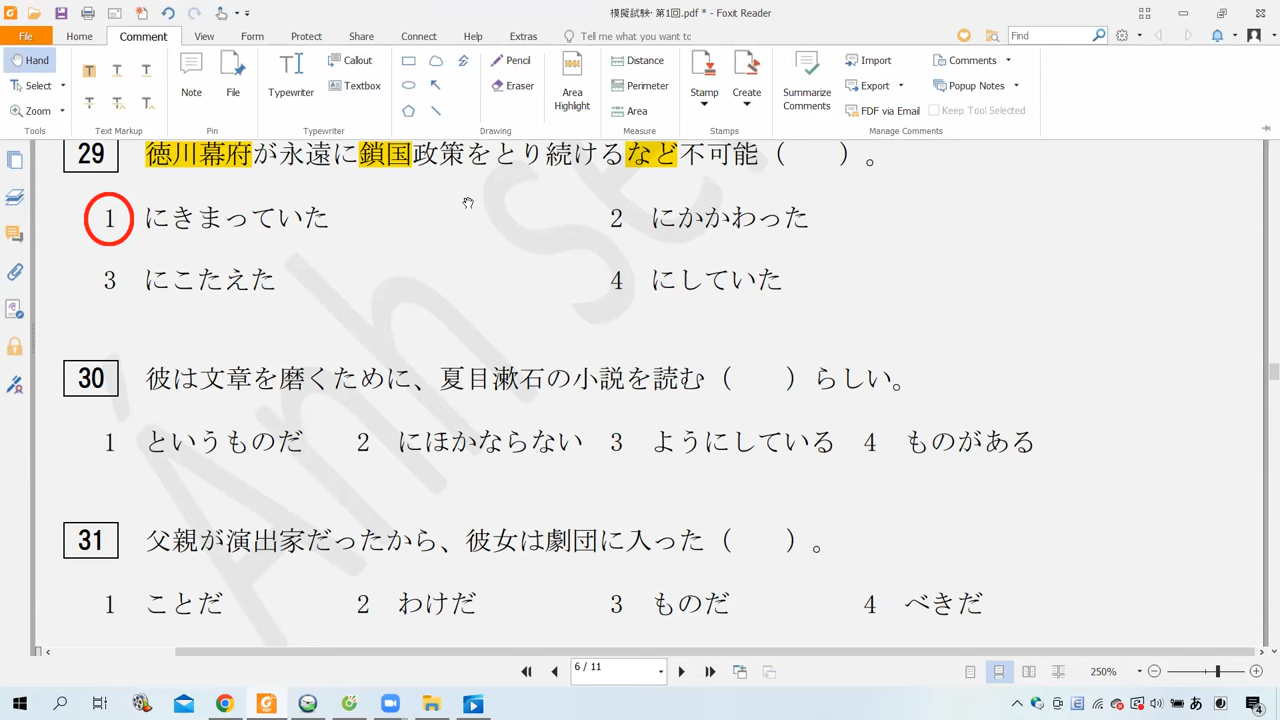 模擬試験· 第1回.pdf * - Foxit Reader
File Home Comment View Form Protect Share Connect Help Extras Tell me what you want to Find
Hand
Select
Zoom
Tools
Text Markup
Note File
Pin
Typewriter
Callout
Textbox
Typewriter
Pencil
Eraser
Drawing
Area Highlight
Distance
Perimeter
Area
Measure
Stamp Create
Stamps
Summarize Comments
Import
Export
FDF via Email
Comments
Popup Notes
Keep Tool Selected
Manage Comments
29 徳川幕府が永遠に鎖国政策をとり続けるなど不可能（ ）。
1 にきまっていた 2 にかかわった
3 にこたえた 4 にしていた
30 彼は文章を磨くために、夏目漱石の小説を読む（ ）らしい。
1 というものだ 2 にほかならない 3 ようにしている 4 ものがある
31 父親が演出家だったから、彼女は劇団に入った（ ）。
1 ことだ 2 わけだ 3 ものだ 4 べきだ
Ánh se
6 / 11
250%
あ
4